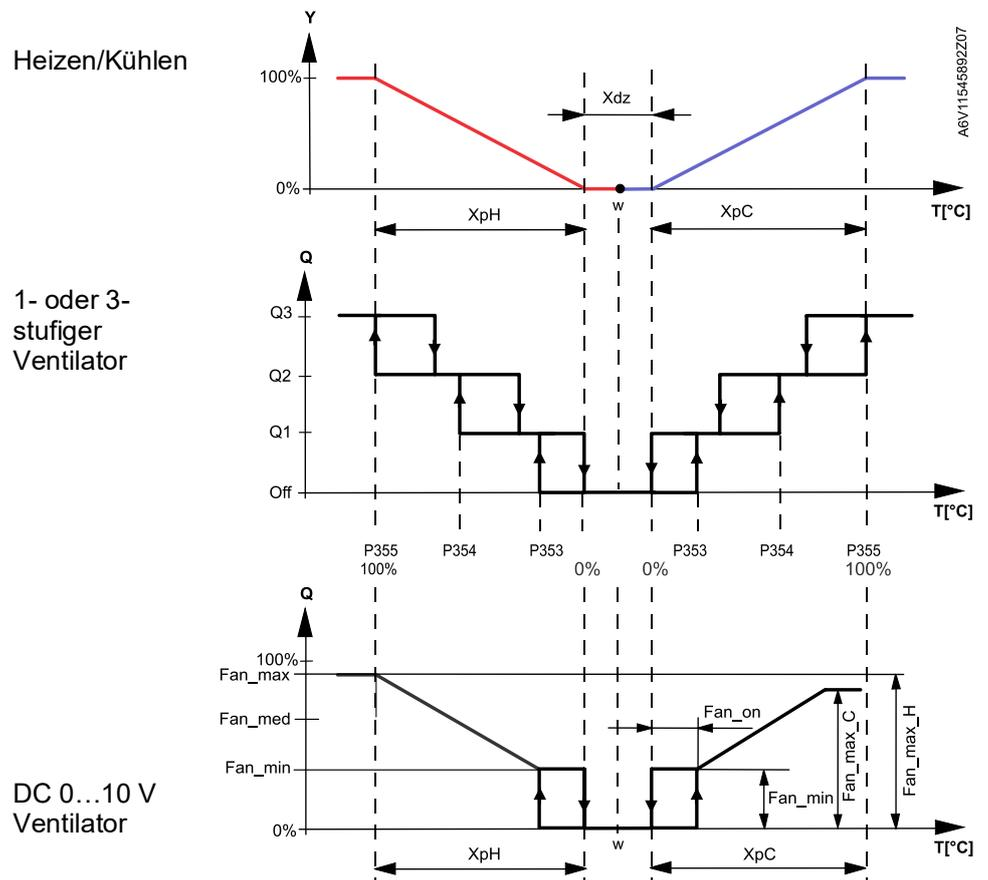 Y
Heizen/Kühlen
A6V11545892Z07
100%
Xdz
0%
w
T[°C]
XpH
XpC
Q
1- oder 3-
stufiger
Ventilator
Q3
Q2
Q1
Off
T[°C]
P355
P354
P353
P353
P354
P355
100%
0%
0%
100%
Q
100%
Fan_max
Fan_med
Fan_on
Fan_min
Fan_min
Fan_max_C
Fan_max_H
DC 0…10 V
Ventilator
0%
w
T[°C]
XpH
XpC